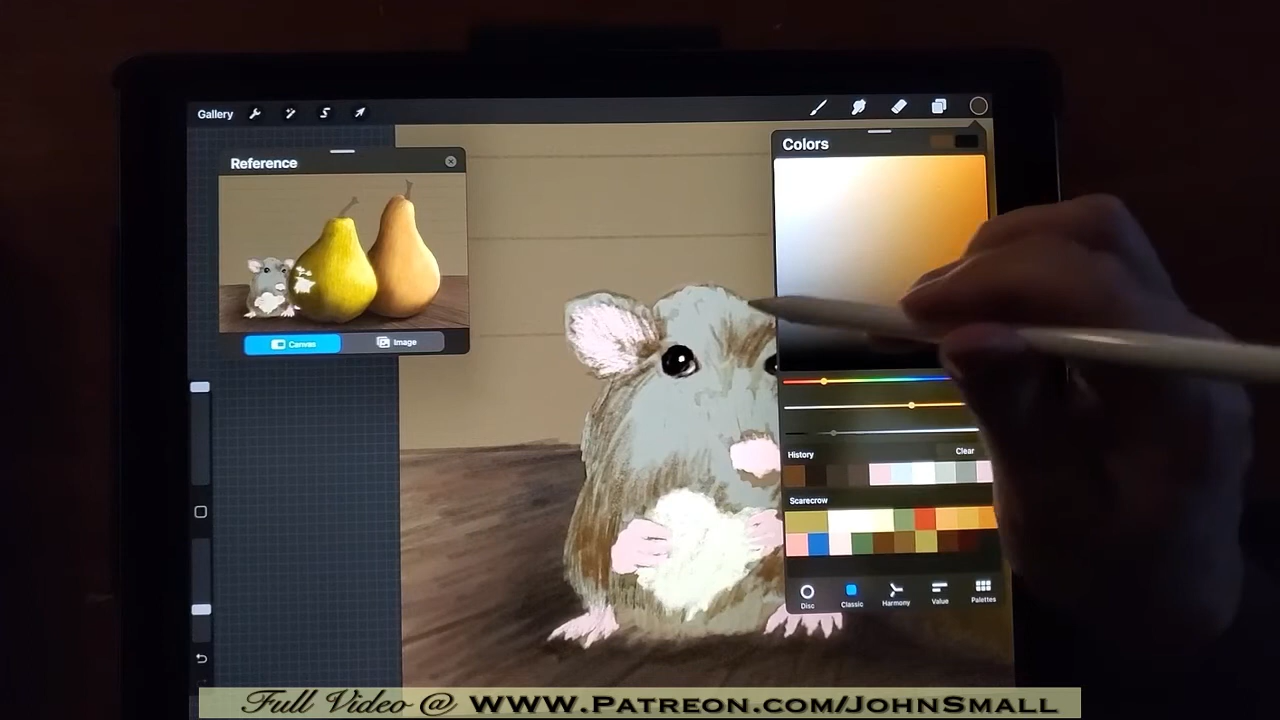 Gallery
Reference
Canvas
Image
Colors
History
Clear
Scarecrow
Disc
Classic
Harmony
Value
Palettes
Full Video @ www.Patreon.com/JohnSmall